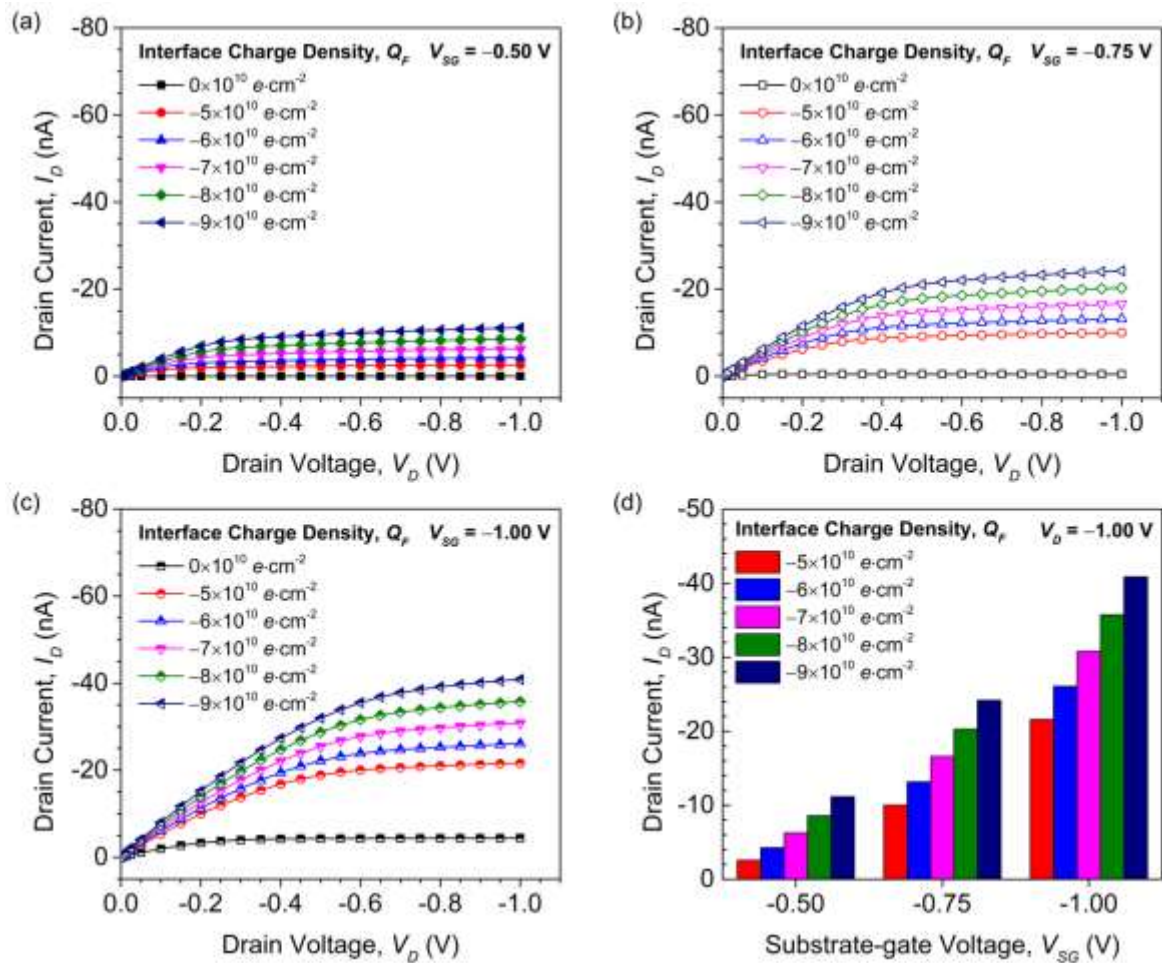 (a)
Interface Charge Density, Q_F V_SG = −0.50 V
0×10^10 e·cm^-2
−5×10^10 e·cm^-2
−6×10^10 e·cm^-2
−7×10^10 e·cm^-2
−8×10^10 e·cm^-2
−9×10^10 e·cm^-2
-80
-60
-40
-20
0
Drain Current, I_D (nA)
0.0 -0.2 -0.4 -0.6 -0.8 -1.0
Drain Voltage, V_D (V)
(b)
Interface Charge Density, Q_F V_SG = −0.75 V
0×10^10 e·cm^-2
−5×10^10 e·cm^-2
−6×10^10 e·cm^-2
−7×10^10 e·cm^-2
−8×10^10 e·cm^-2
−9×10^10 e·cm^-2
-80
-60
-40
-20
0
Drain Current, I_D (nA)
0.0 -0.2 -0.4 -0.6 -0.8 -1.0
Drain Voltage, V_D (V)
(c)
Interface Charge Density, Q_F V_SG = −1.00 V
0×10^10 e·cm^-2
−5×10^10 e·cm^-2
−6×10^10 e·cm^-2
−7×10^10 e·cm^-2
−8×10^10 e·cm^-2
−9×10^10 e·cm^-2
-80
-60
-40
-20
0
Drain Current, I_D (nA)
0.0 -0.2 -0.4 -0.6 -0.8 -1.0
Drain Voltage, V_D (V)
(d)
Interface Charge Density, Q_F V_D = −1.00 V
−5×10^10 e·cm^-2
−6×10^10 e·cm^-2
−7×10^10 e·cm^-2
−8×10^10 e·cm^-2
−9×10^10 e·cm^-2
-50
-40
-30
-20
-10
0
Drain Current, I_D (nA)
-0.50 -0.75 -1.00
Substrate-gate Voltage, V_SG (V)